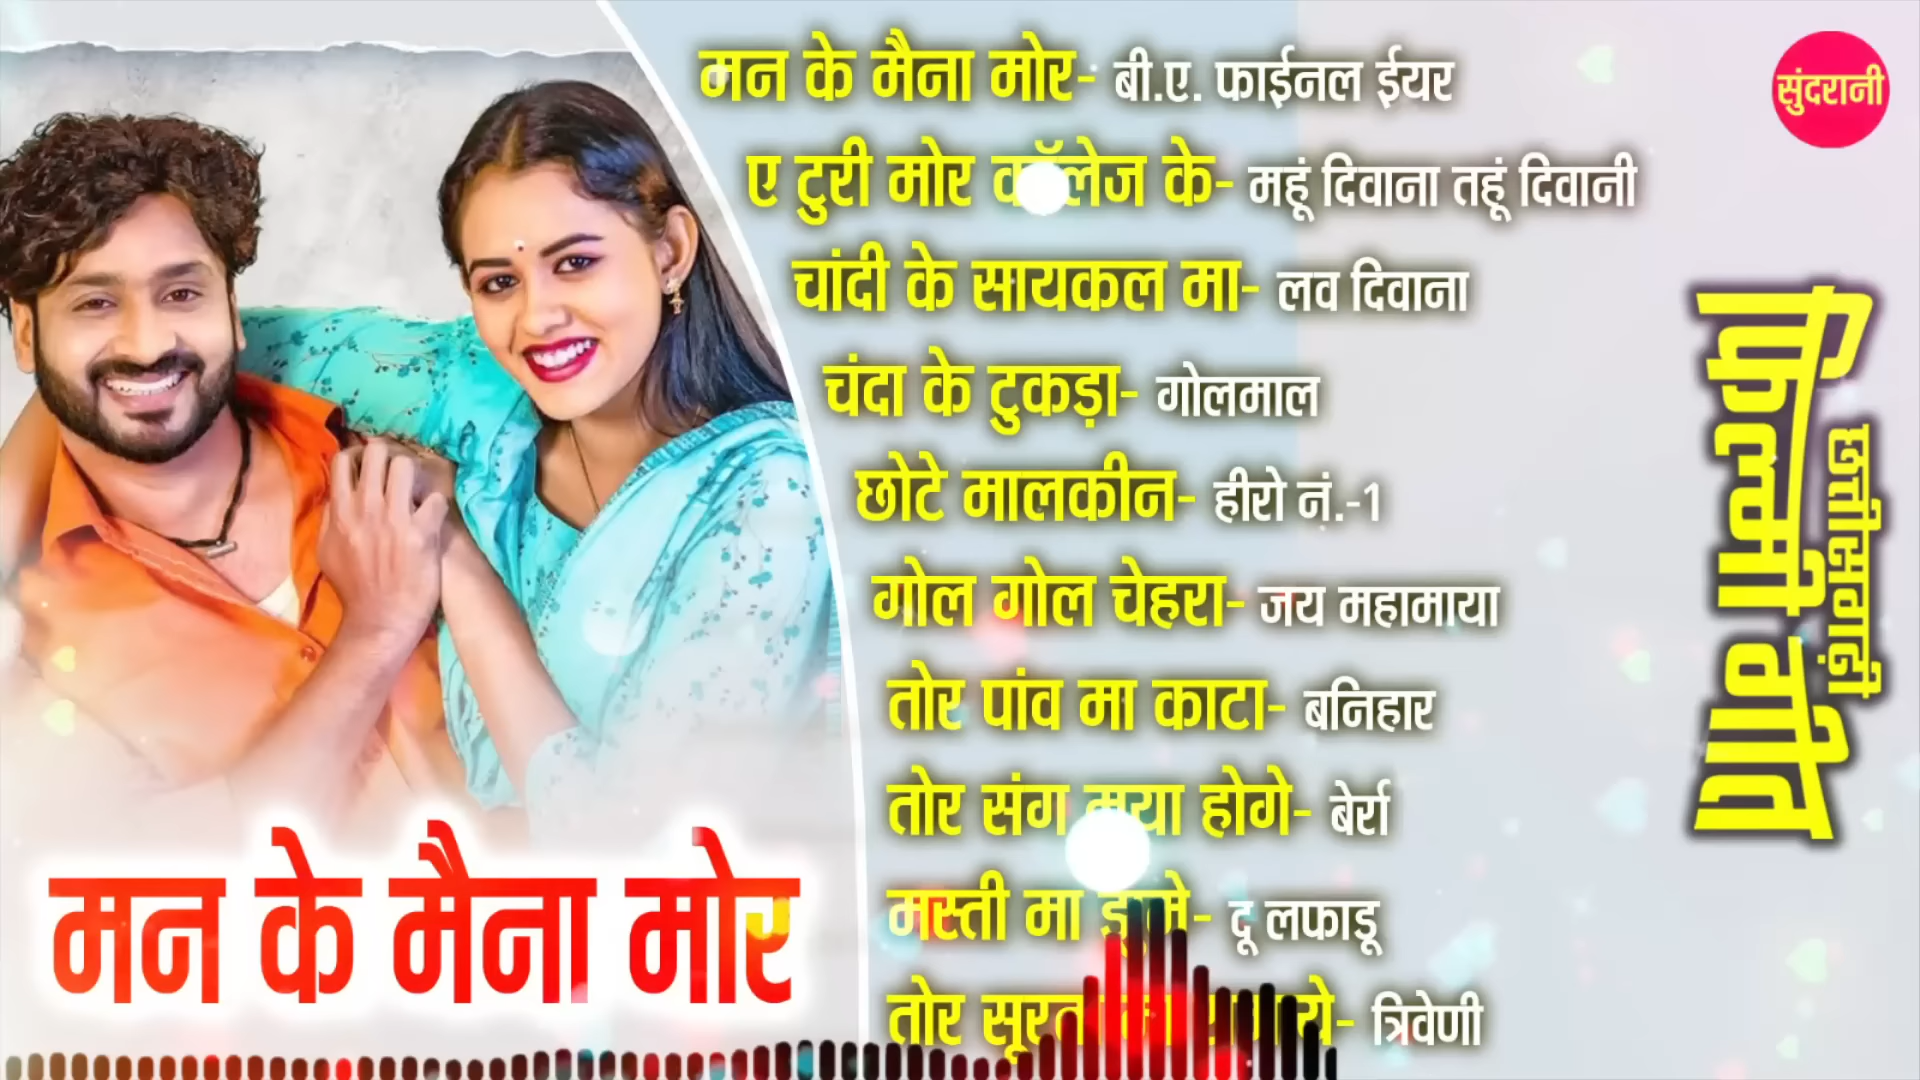 मन के मैना मोर- बी.ए. फाईनल ईयर
ए टुरी मोर कॉलेज के- महूं दिवाना तहूं दिवानी
चांदी के सायकल मा- लव दिवाना
चंदा के टुकड़ा- गोलमाल
छोटे मालकीन- हीरो नं.-1
गोल गोल चेहरा- जय महामाया
तोर पांव मा काटा- बनिहार
तोर संग मया होगे- बेर्रा
मस्ती मा झुमे- दू लफाडू
तोर सूरत- त्रिवेणी
मन के मैना मोर
सुंदरानी
छत्तीसगढ़ी
फिल्मी गीत